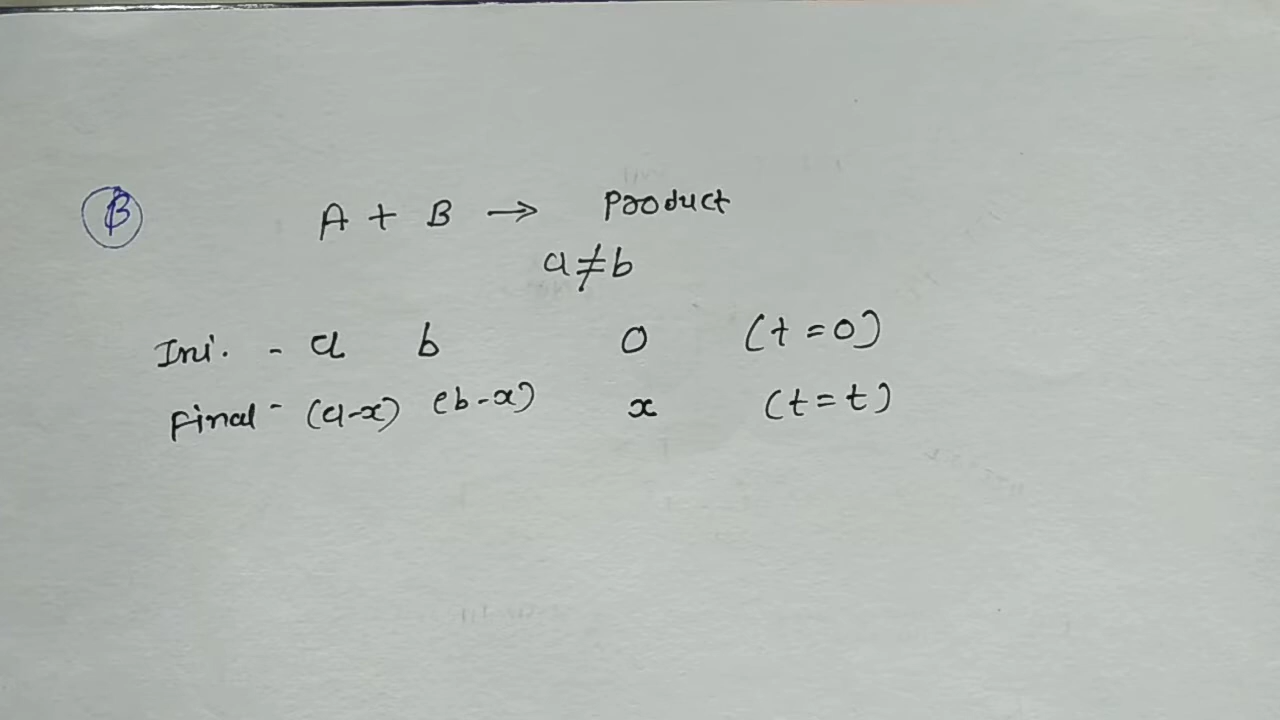 B
A + B → Product
a ≠ b
Ini. - a b 0 (t = 0)
Final - (a-x) (b-x) x (t = t)